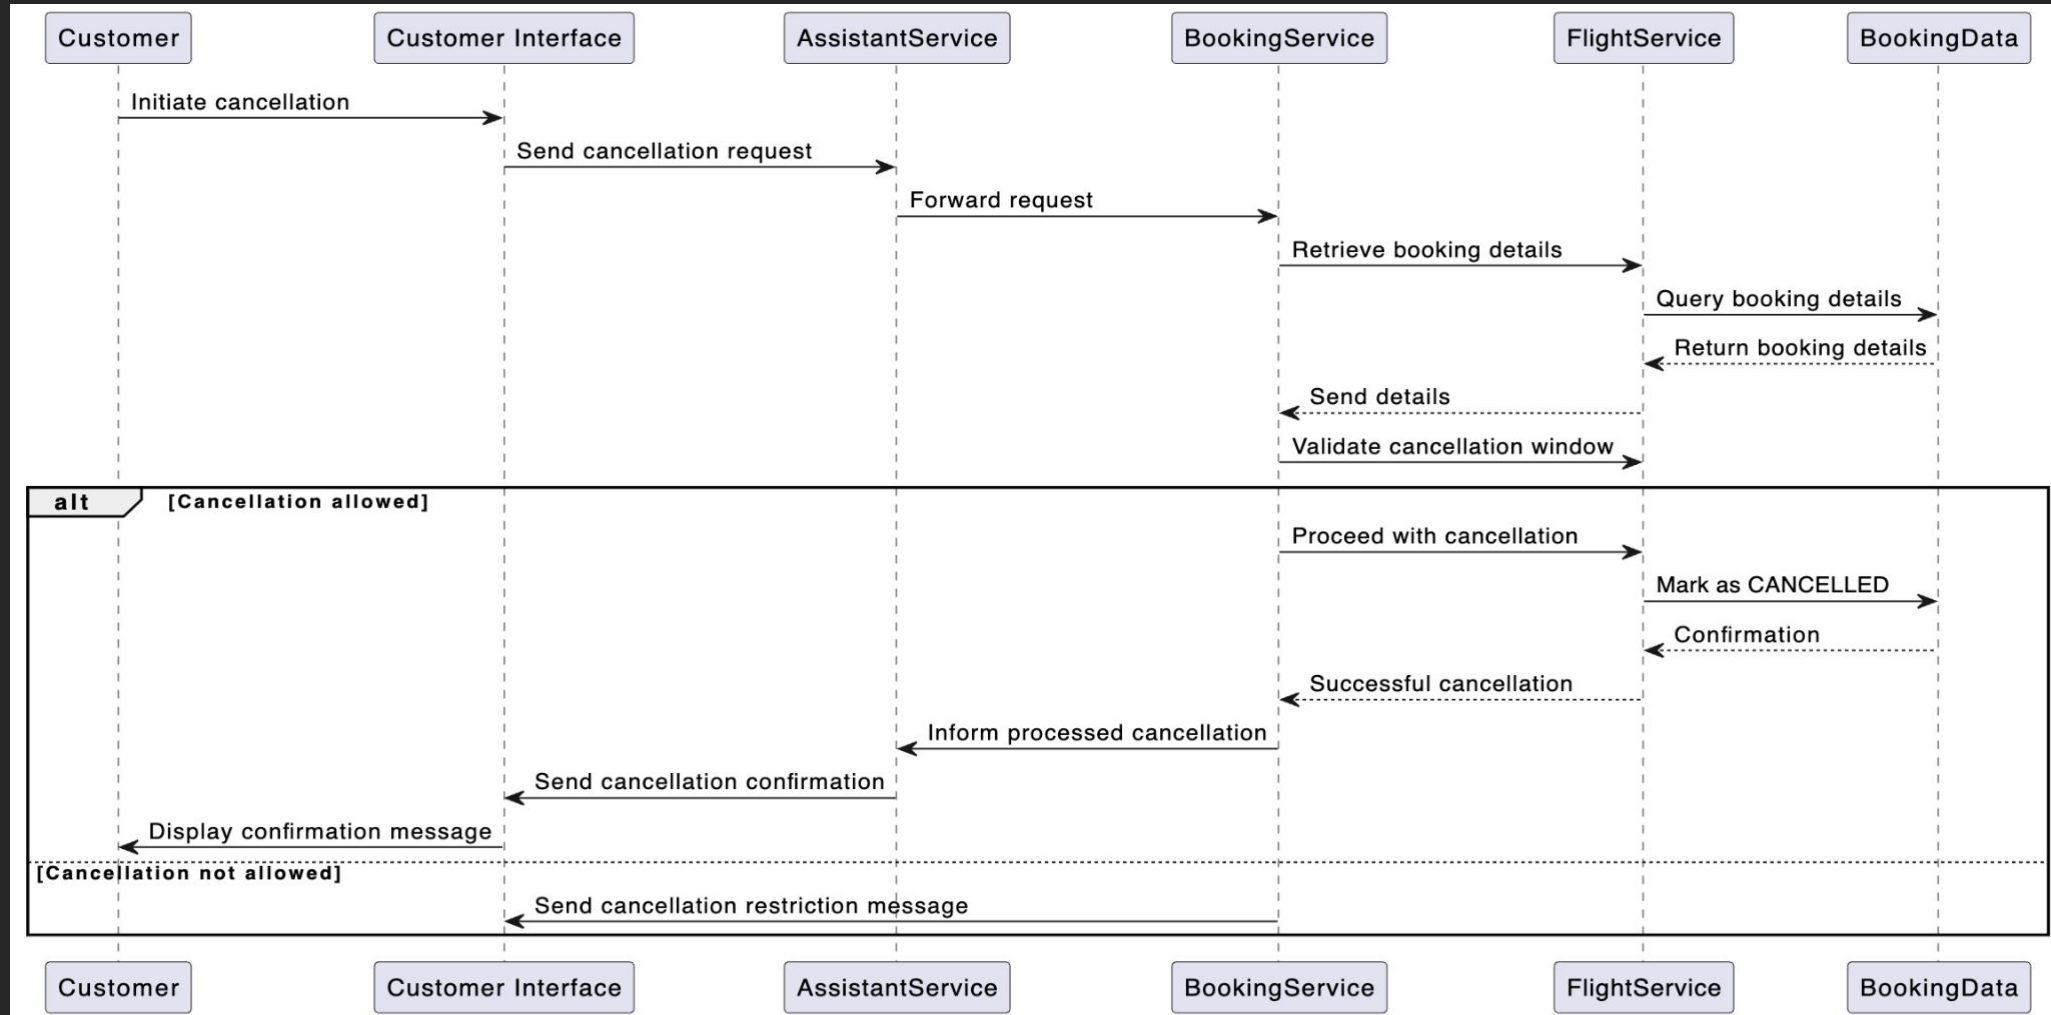 Customer
Customer Interface
AssistantService
BookingService
FlightService
BookingData
Initiate cancellation
Send cancellation request
Forward request
Retrieve booking details
Query booking details
Return booking details
Send details
Validate cancellation window
alt
[Cancellation allowed]
Proceed with cancellation
Mark as CANCELLED
Confirmation
Successful cancellation
Inform processed cancellation
Send cancellation confirmation
Display confirmation message
[Cancellation not allowed]
Send cancellation restriction message
Customer
Customer Interface
AssistantService
BookingService
FlightService
BookingData